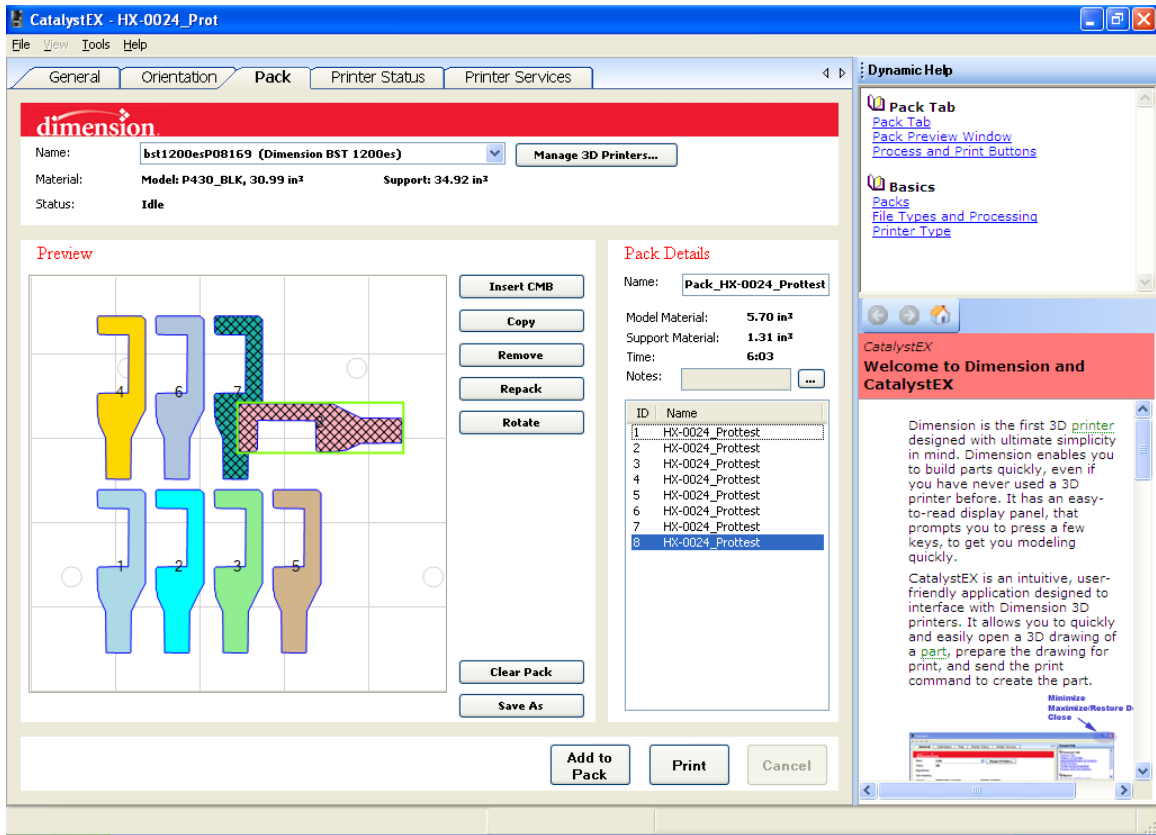 CatalystEX - HX-0024_Prot
File View Tools Help
General Orientation Pack Printer Status Printer Services
dimension
Name: bst1200esP08169 (Dimension BST 1200es) Manage 3D Printers...
Material: Model: P430_BLK, 30.99 in³ Support: 34.92 in³
Status: Idle
Preview
4 6 7 8
1 2 3 5
Insert CMB
Copy
Remove
Repack
Rotate
Clear Pack
Save As
Pack Details
Name: Pack_HX-0024_Prottest
Model Material: 5.70 in³
Support Material: 1.31 in³
Time: 6:03
Notes: ...
ID Name
1 HX-0024_Prottest
2 HX-0024_Prottest
3 HX-0024_Prottest
4 HX-0024_Prottest
5 HX-0024_Prottest
6 HX-0024_Prottest
7 HX-0024_Prottest
8 HX-0024_Prottest
Add to
Pack
Print
Cancel
Dynamic Help
Pack Tab
Pack Tab
Pack Preview Window
Process and Print Buttons
Basics
Packs
File Types and Processing
Printer Type
CatalystEX
Welcome to Dimension and
CatalystEX
Dimension is the first 3D printer
designed with ultimate simplicity
in mind. Dimension enables you
to build parts quickly, even if
you have never used a 3D
printer before. It has an easy-
to-read display panel, that
prompts you to press a few
keys, to get you modeling
quickly.
CatalystEX is an intuitive, user-
friendly application designed to
interface with Dimension 3D
printers. It allows you to quickly
and easily open a 3D drawing of
a part, prepare the drawing for
print, and send the print
command to create the part.
Minimize
Maximize/Restore D
Close